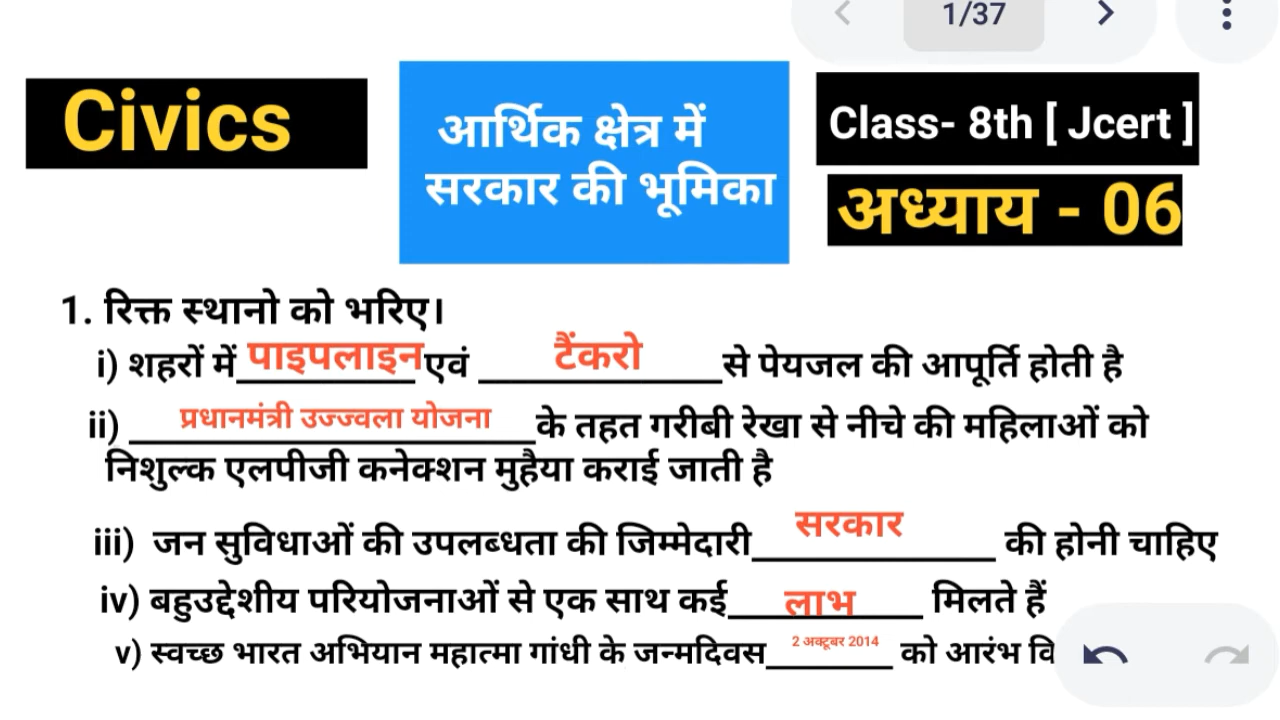 1/37
Civics
आर्थिक क्षेत्र में
सरकार की भूमिका
Class- 8th [ Jcert ]
अध्याय - 06
1. रिक्त स्थानो को भरिए।
i) शहरों में पाइपलाइन एवं टैंकरो से पेयजल की आपूर्ति होती है
ii) प्रधानमंत्री उज्ज्वला योजना के तहत गरीबी रेखा से नीचे की महिलाओं को
निशुल्क एलपीजी कनेक्शन मुहैया कराई जाती है
iii) जन सुविधाओं की उपलब्धता की जिम्मेदारी सरकार की होनी चाहिए
iv) बहुउद्देशीय परियोजनाओं से एक साथ कई लाभ मिलते हैं
v) स्वच्छ भारत अभियान महात्मा गांधी के जन्मदिवस 2 अक्टूबर 2014 को आरंभ कि